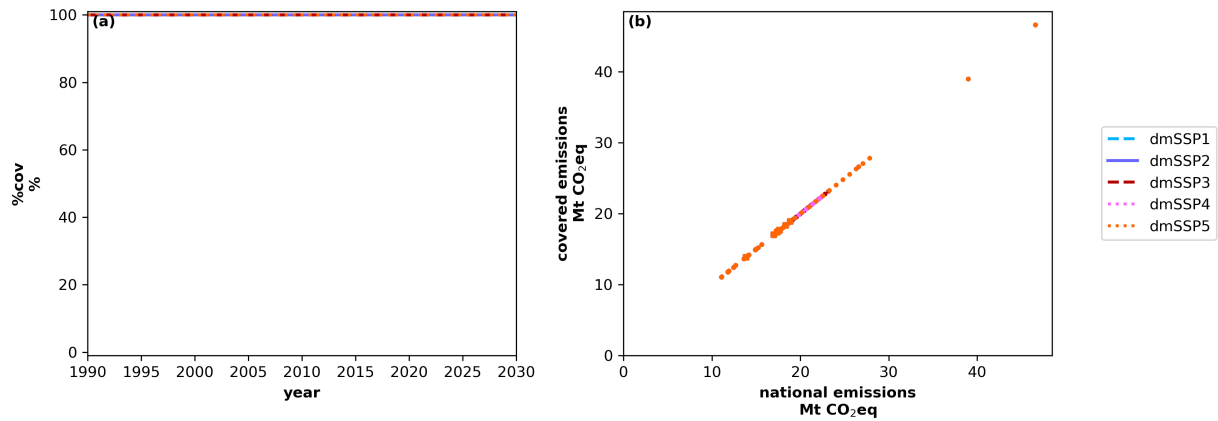 (a)
100
80
60
40
20
0
%cov
%
1990 1995 2000 2005 2010 2015 2020 2025 2030
year
(b)
40
30
20
10
0
covered emissions
Mt CO₂eq
0 10 20 30 40
national emissions
Mt CO₂eq
dmSSP1
dmSSP2
dmSSP3
dmSSP4
dmSSP5